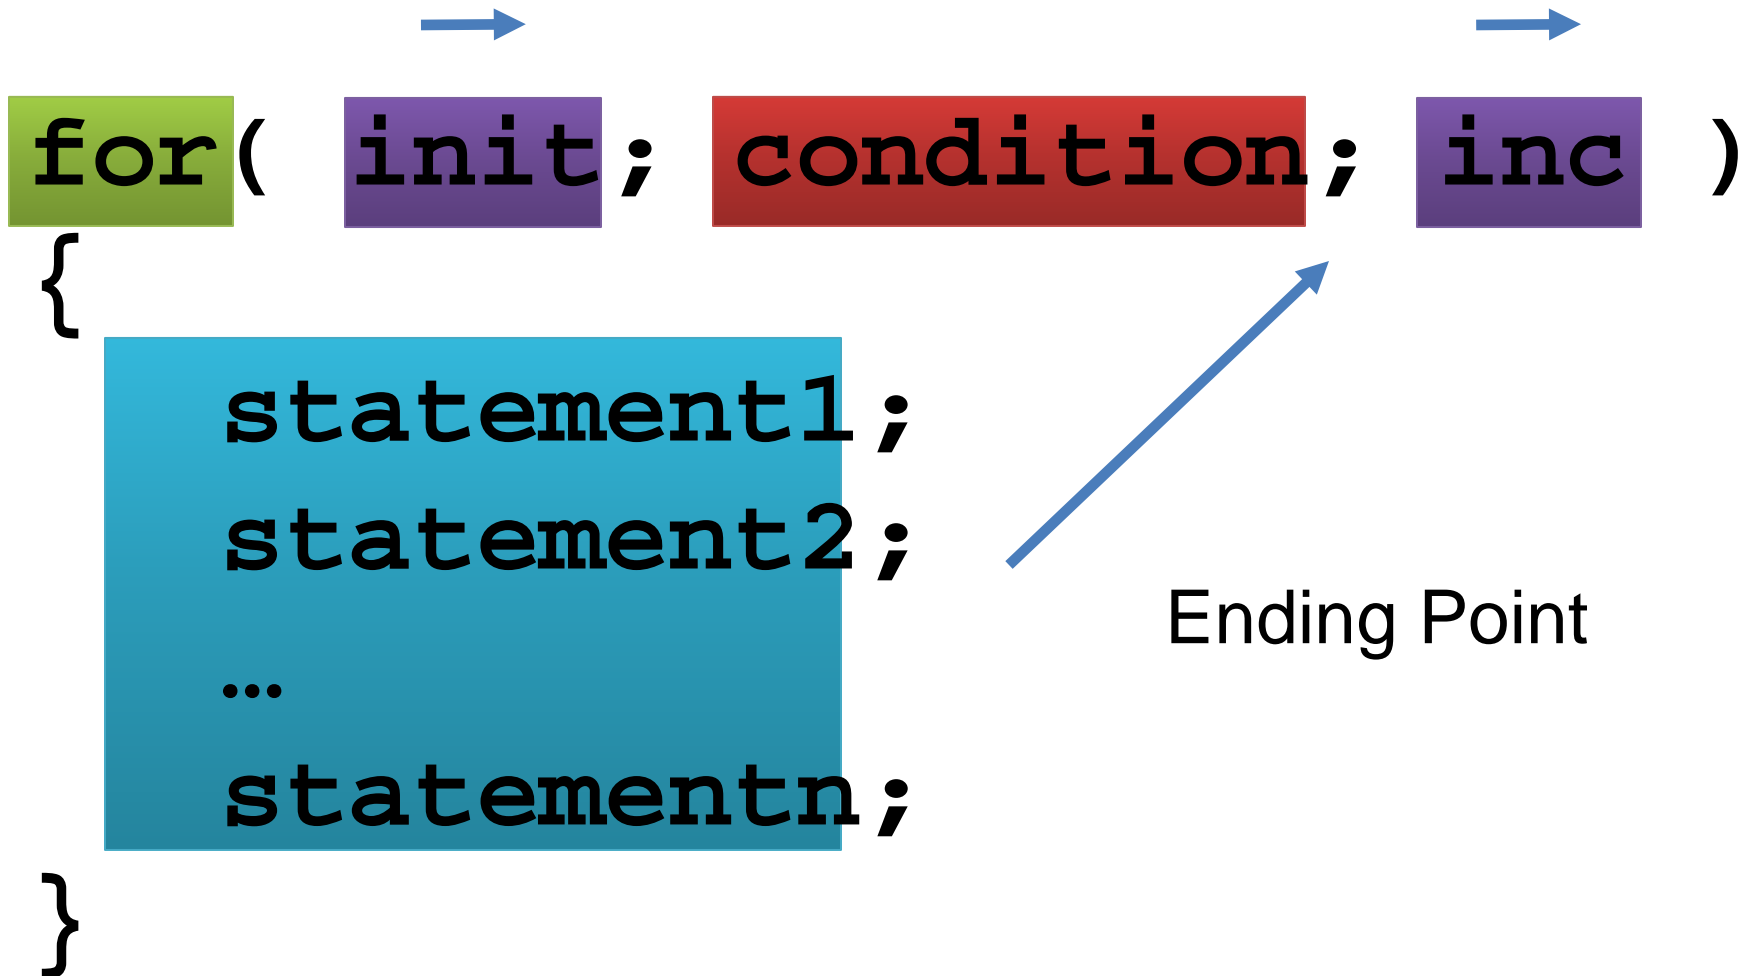 for( init; condition; inc )
{
statement1;
statement2;
…
statementn;
Ending Point
}